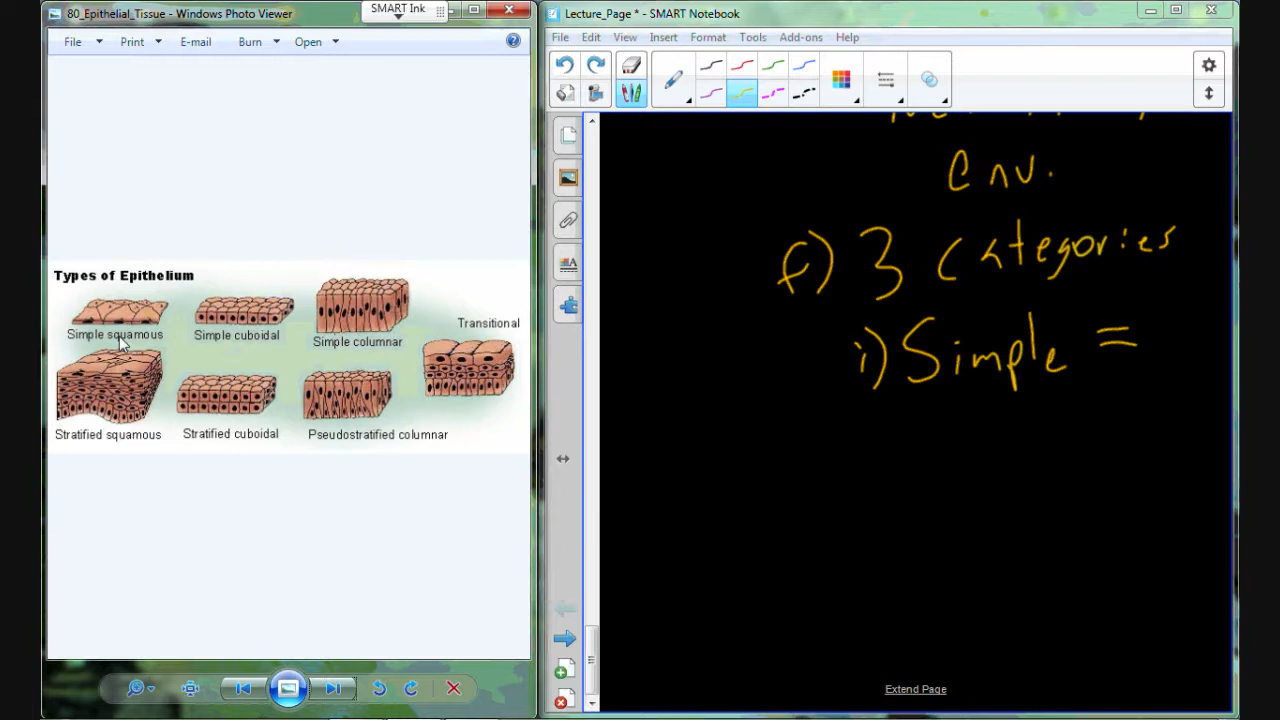 80_Epithelial_Tissue - Windows Photo Viewer
SMART Ink
File Print E-mail Burn Open
Types of Epithelium
Transitional
Simple squamous Simple cuboidal Simple columnar
Stratified squamous Stratified cuboidal Pseudostratified columnar
Lecture_Page * - SMART Notebook
File Edit View Insert Format Tools Add-ons Help
Env.
f) 3 categories
i) Simple =
Extend Page